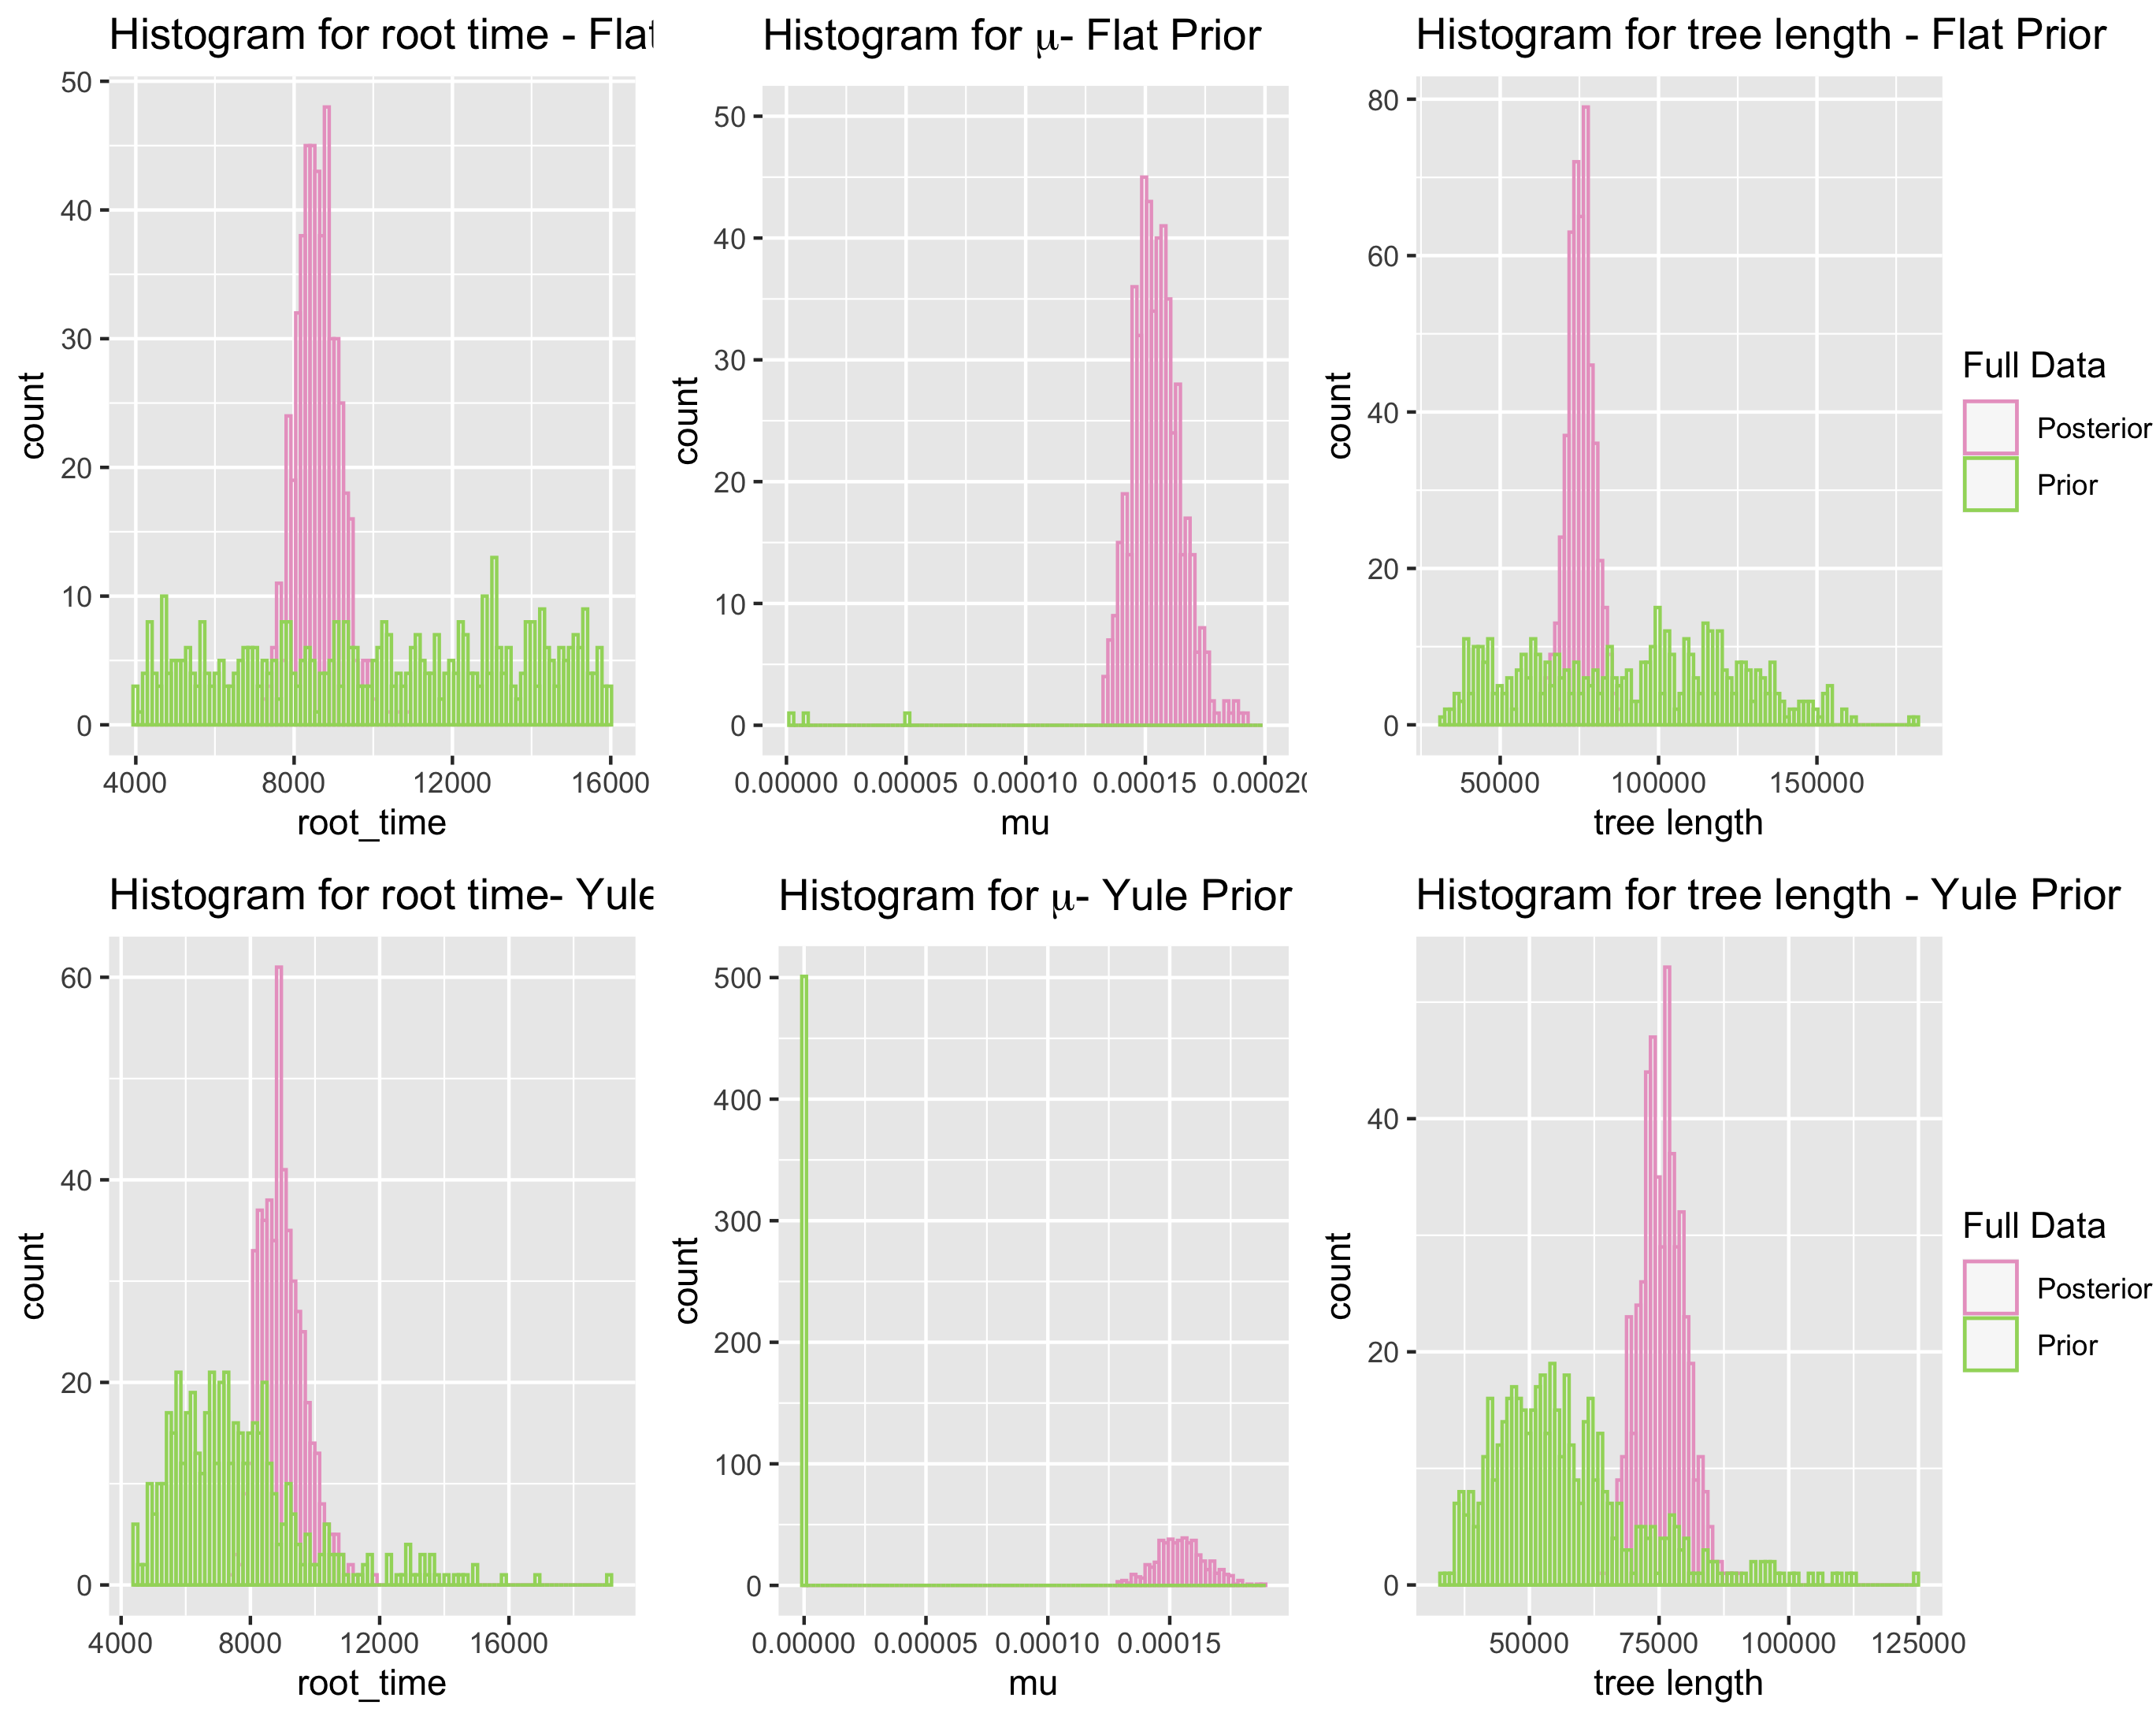 Histogram for root time - Flat
50
40
30
20
10
0
count
4000 8000 12000 16000
root_time
Histogram for μ- Flat Prior
50
40
30
20
10
0
count
0.00000 0.00005 0.00010 0.00015 0.00020
mu
Histogram for tree length - Flat Prior
80
60
40
20
0
count
50000 100000 150000
tree length
Full Data
Posterior
Prior
Histogram for root time- Yule
60
40
20
0
count
4000 8000 12000 16000
root_time
Histogram for μ- Yule Prior
500
400
300
200
100
0
count
0.00000 0.00005 0.00010 0.00015
mu
Histogram for tree length - Yule Prior
40
20
0
count
50000 75000 100000 125000
tree length
Full Data
Posterior
Prior